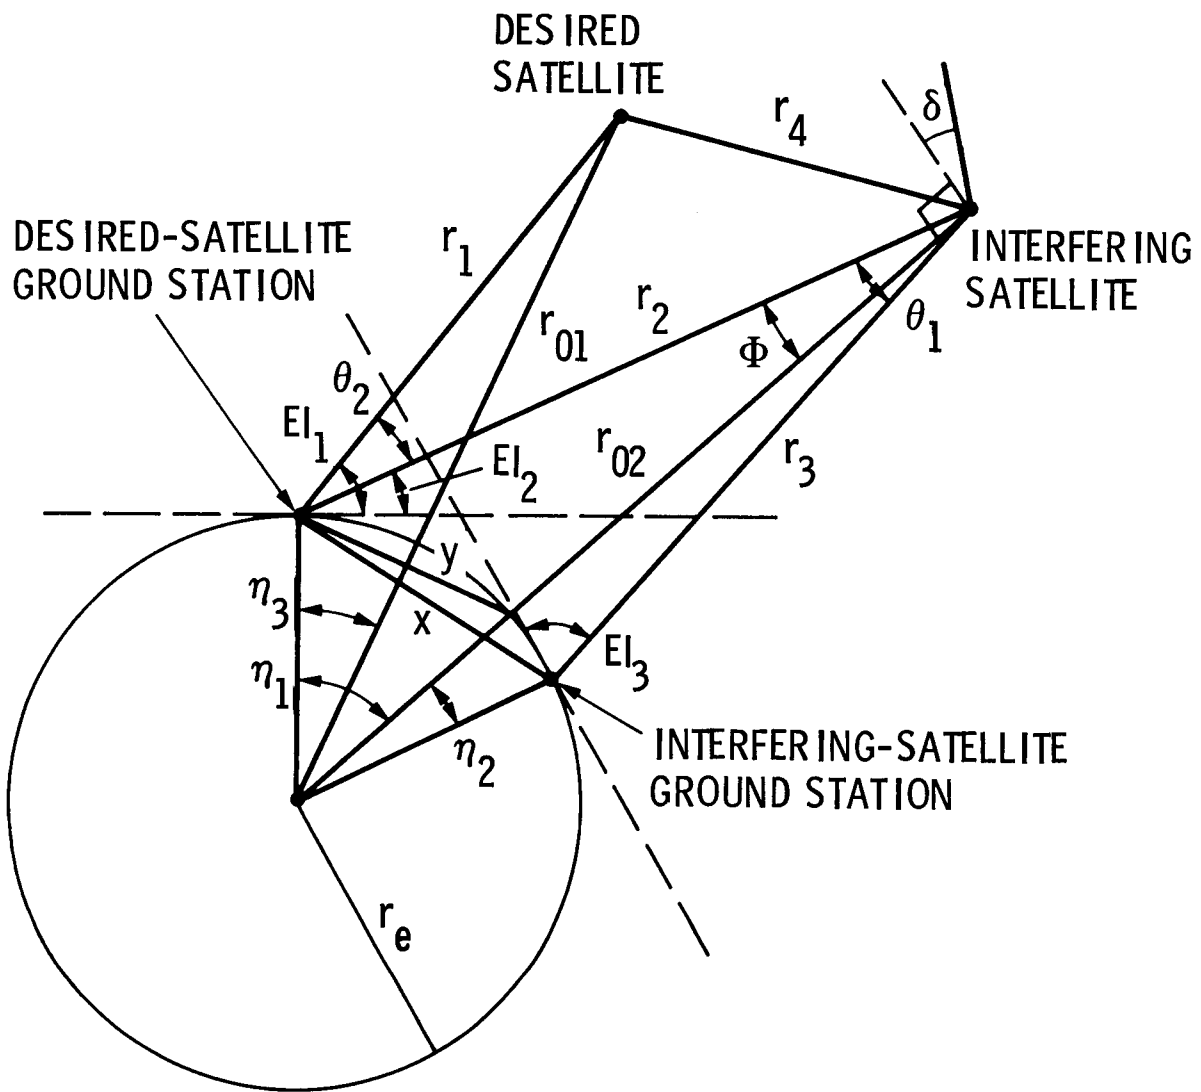 DESIRED
SATELLITE
r4
δ
DESIRED-SATELLITE
GROUND STATION
r1
INTERFERING
SATELLITE
r2
θ1
r01
Φ
θ2
El1
r02
r3
El2
y
η3
x
El3
η1
η2
INTERFERING-SATELLITE
GROUND STATION
re